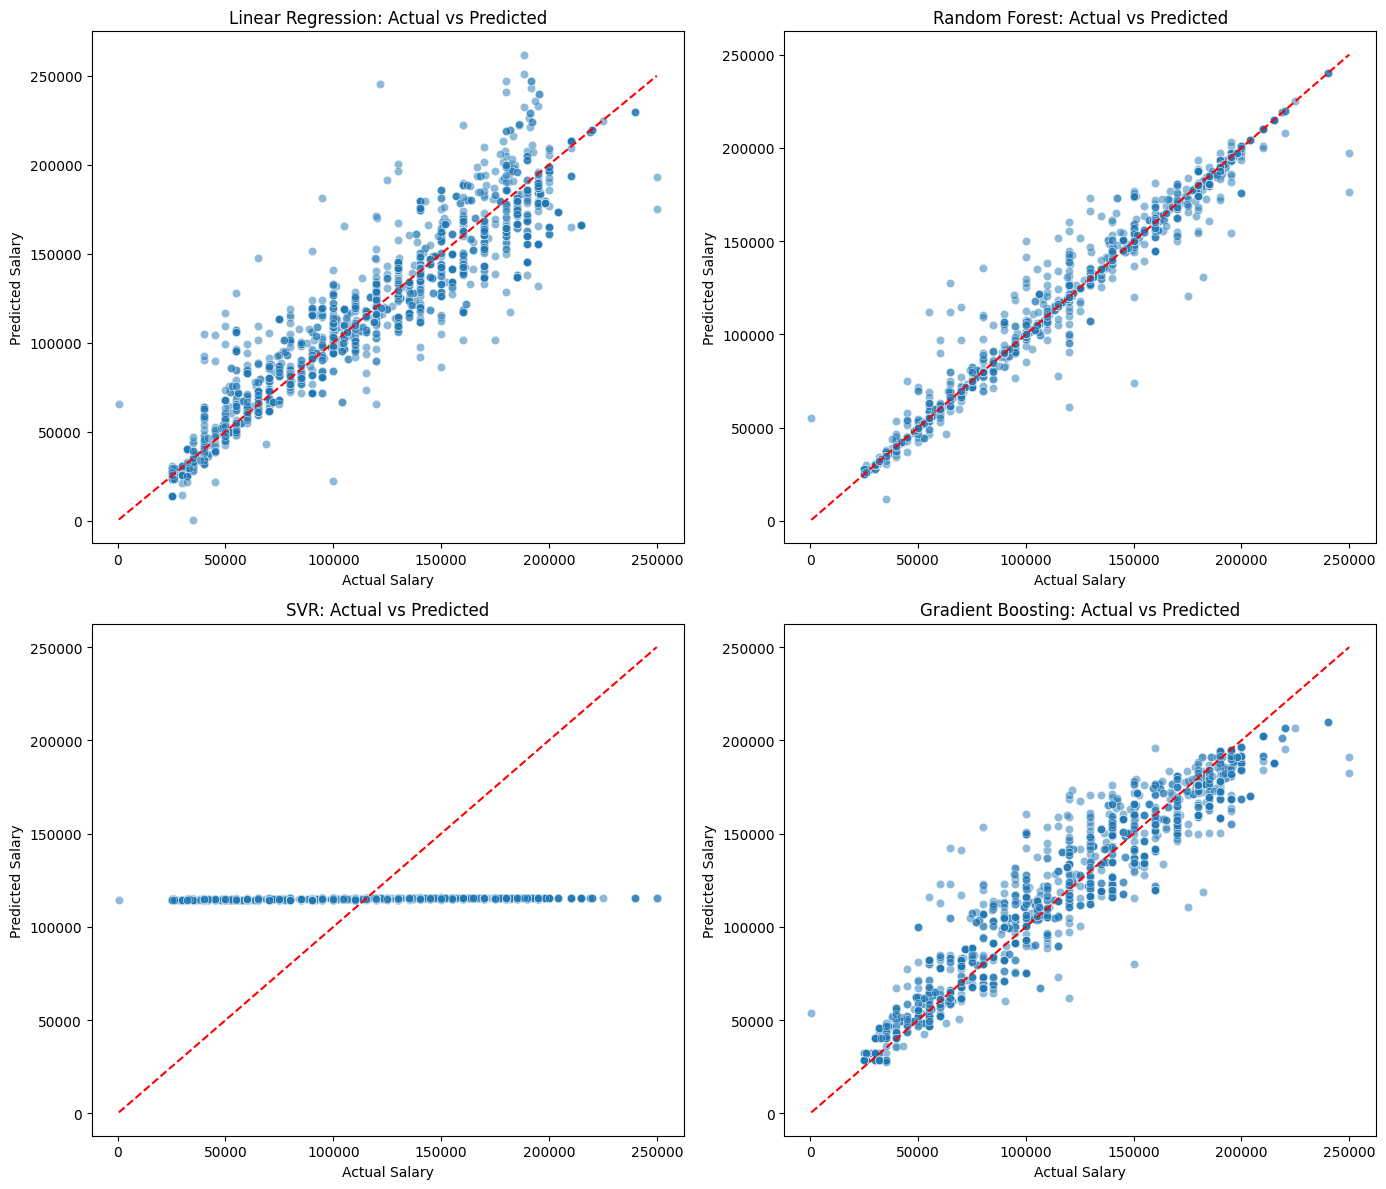 Linear Regression: Actual vs Predicted
250000
200000
150000
100000
50000
0
Predicted Salary
0 50000 100000 150000 200000 250000
Actual Salary
Random Forest: Actual vs Predicted
250000
200000
150000
100000
50000
0
Predicted Salary
0 50000 100000 150000 200000 250000
Actual Salary
SVR: Actual vs Predicted
250000
200000
150000
100000
50000
0
Predicted Salary
0 50000 100000 150000 200000 250000
Actual Salary
Gradient Boosting: Actual vs Predicted
250000
200000
150000
100000
50000
0
Predicted Salary
0 50000 100000 150000 200000 250000
Actual Salary